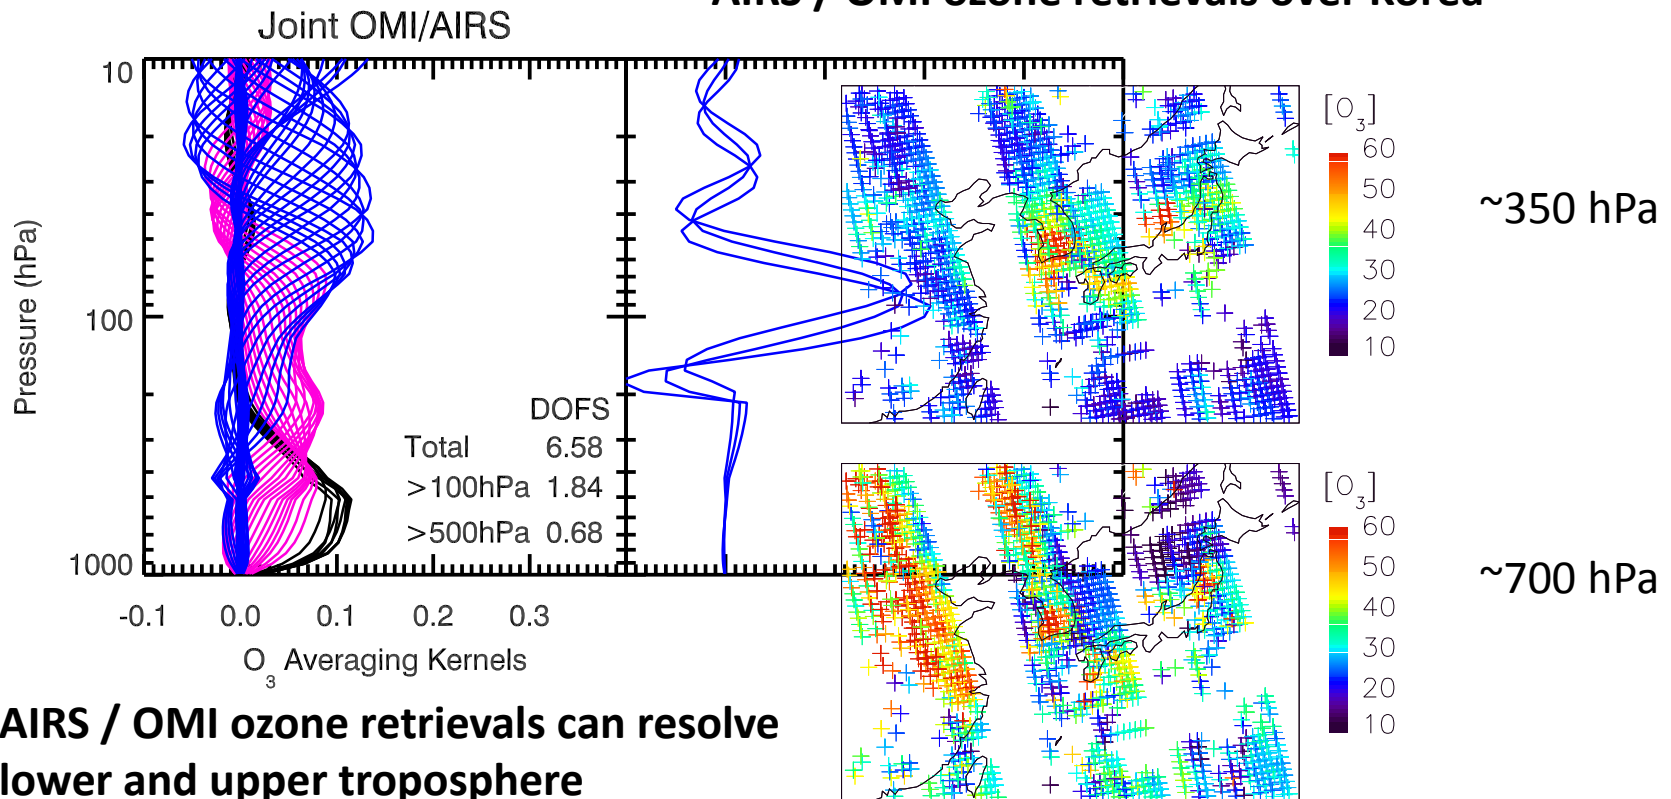 AIRS / OMI ozone retrievals over Korea
Joint OMI/AIRS
10
100
1000
Pressure (hPa)
DOFS
Total 6.58
>100hPa 1.84
>500hPa 0.68
-0.1 0.0 0.1 0.2 0.3
O3 Averaging Kernels
[O3]
60
50
40
30
20
10
~350 hPa
[O3]
60
50
40
30
20
10
~700 hPa
AIRS / OMI ozone retrievals can resolve
lower and upper troposphere